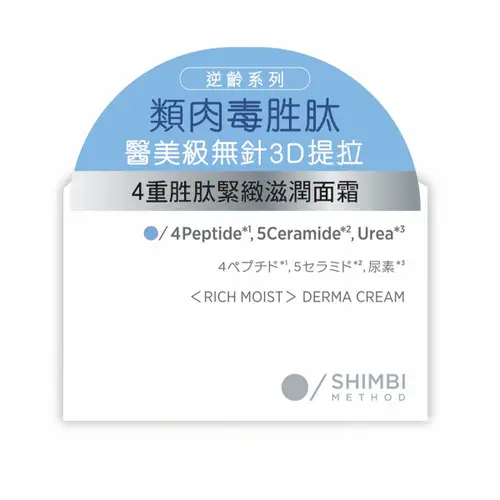 逆齡系列
類肉毒胜肽
醫美級無針3D提拉
4重胜肽緊緻滋潤面霜
/4Peptide*1, 5Ceramide*2, Urea*3
4ペプチド*1, 5セラミド*2, 尿素*3
<RICH MOIST> DERMA CREAM
/SHIMBI
METHOD